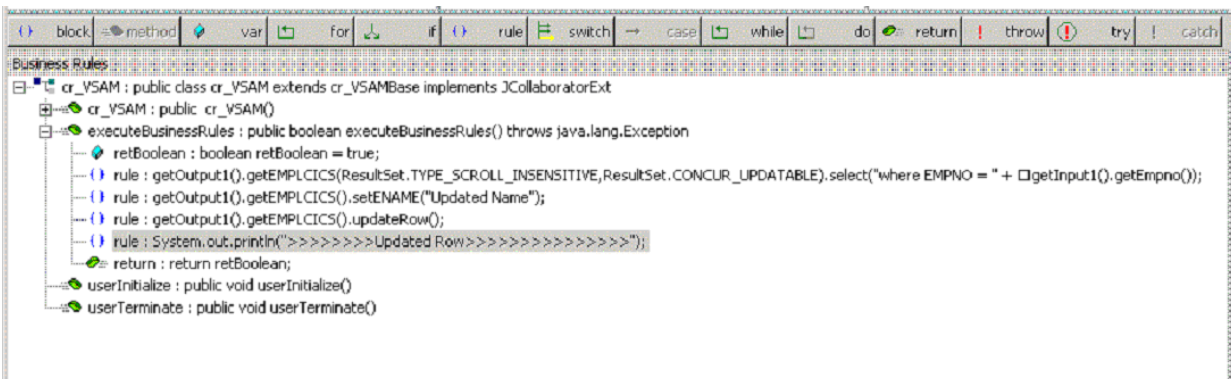 {} block method var for if {} rule switch case while do return ! throw try ! catch
Business Rules
cr_VSAM : public class cr_VSAM extends cr_VSAMBase implements JCollaboratorExt
cr_VSAM : public cr_VSAM()
executeBusinessRules : public boolean executeBusinessRules() throws java.lang.Exception
retBoolean : boolean retBoolean = true;
{} rule : getOutput1().getEMPLCICS(ResultSet.TYPE_SCROLL_INSENSITIVE,ResultSet.CONCUR_UPDATABLE).select("where EMPNO = " + □getInput1().getEmpno());
{} rule : getOutput1().getEMPLCICS().setENAME("Updated Name");
{} rule : getOutput1().getEMPLCICS().updateRow();
{} rule : System.out.println(">>>>>>>>Updated Row>>>>>>>>>>>>>>>");
return : return retBoolean;
userInitialize : public void userInitialize()
userTerminate : public void userTerminate()